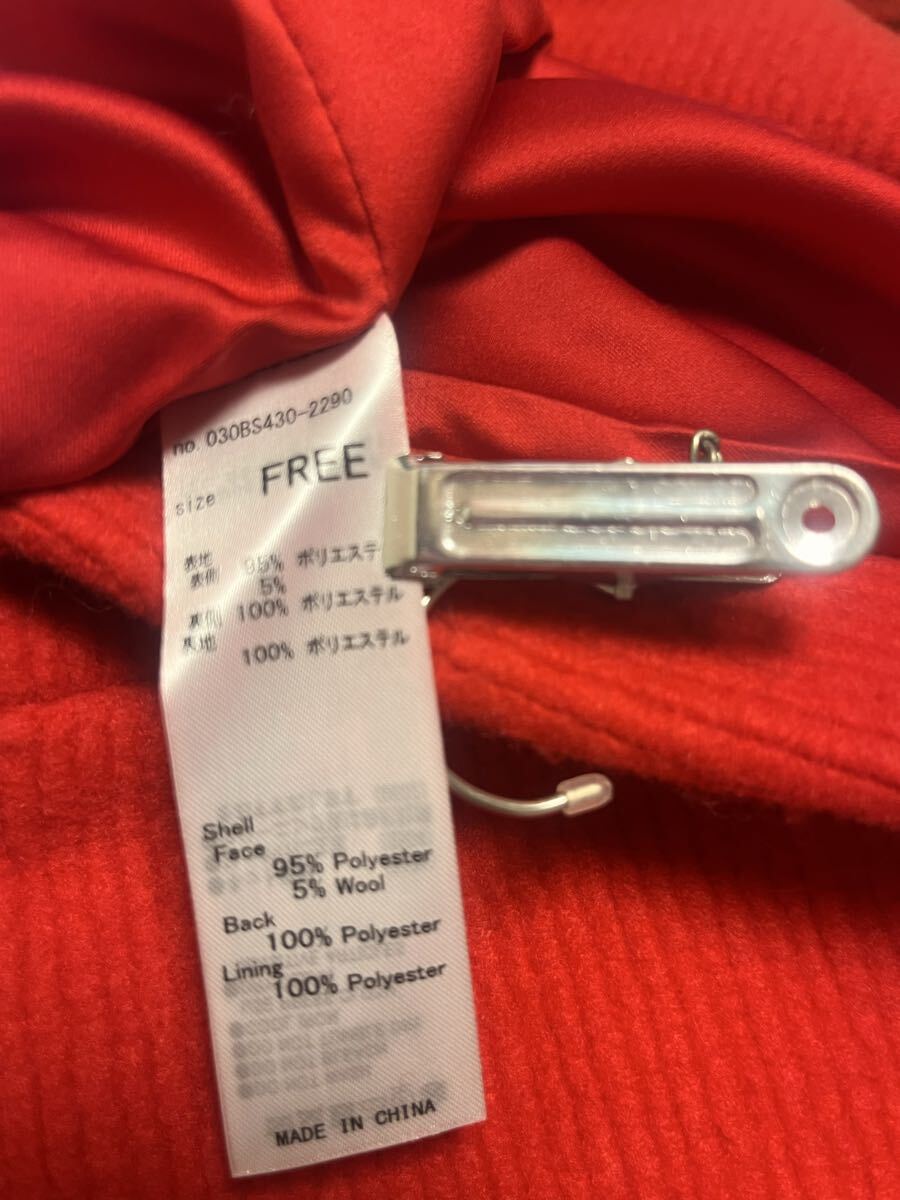 no. 030BS430-2290
size FREE
表地
表側 95% ポリエステ
5%
裏側 100% ポリエステル
裏地 100% ポリエステル
Shell
Face
95% Polyester
5% Wool
Back
100% Polyester
Lining
100% Polyester
MADE IN CHINA